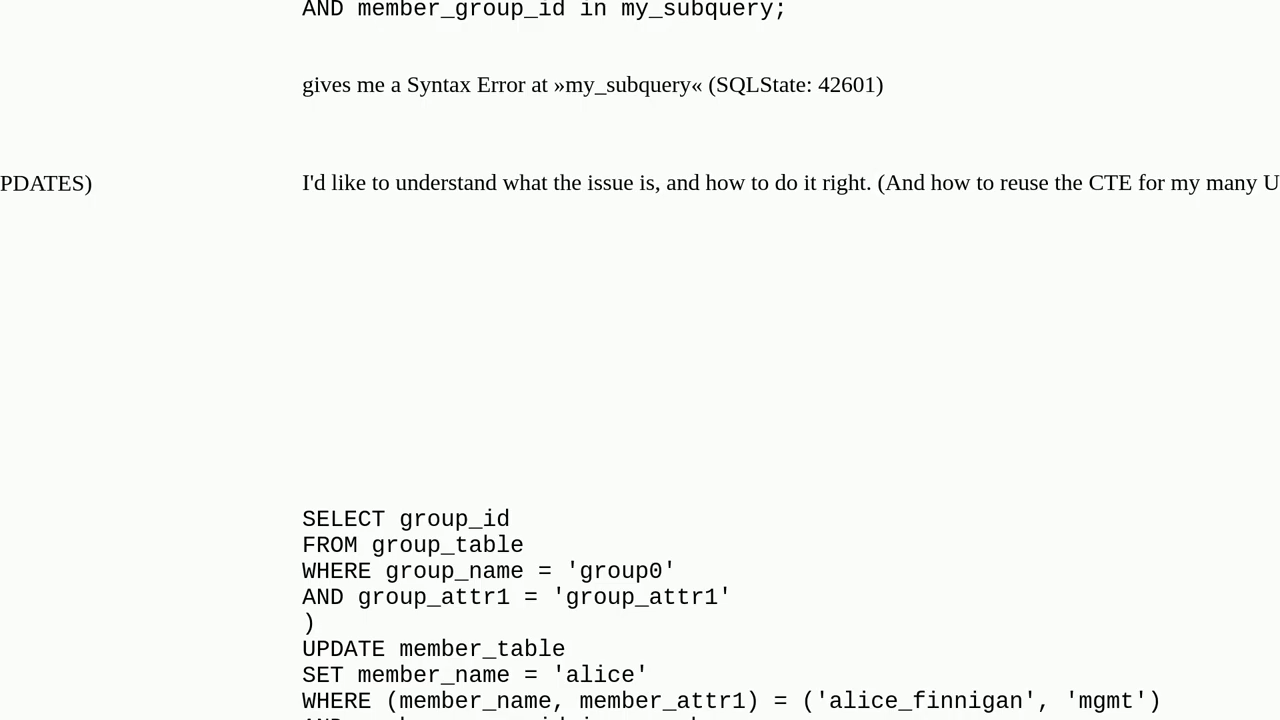 AND member_group_id in my_subquery;
gives me a Syntax Error at »my_subquery« (SQLState: 42601)
PDATES)
I'd like to understand what the issue is, and how to do it right. (And how to reuse the CTE for my many U
SELECT group_id
FROM group_table
WHERE group_name = 'group0'
AND group_attr1 = 'group_attr1'
)
UPDATE member_table
SET member_name = 'alice'
WHERE (member_name, member_attr1) = ('alice_finnigan', 'mgmt')